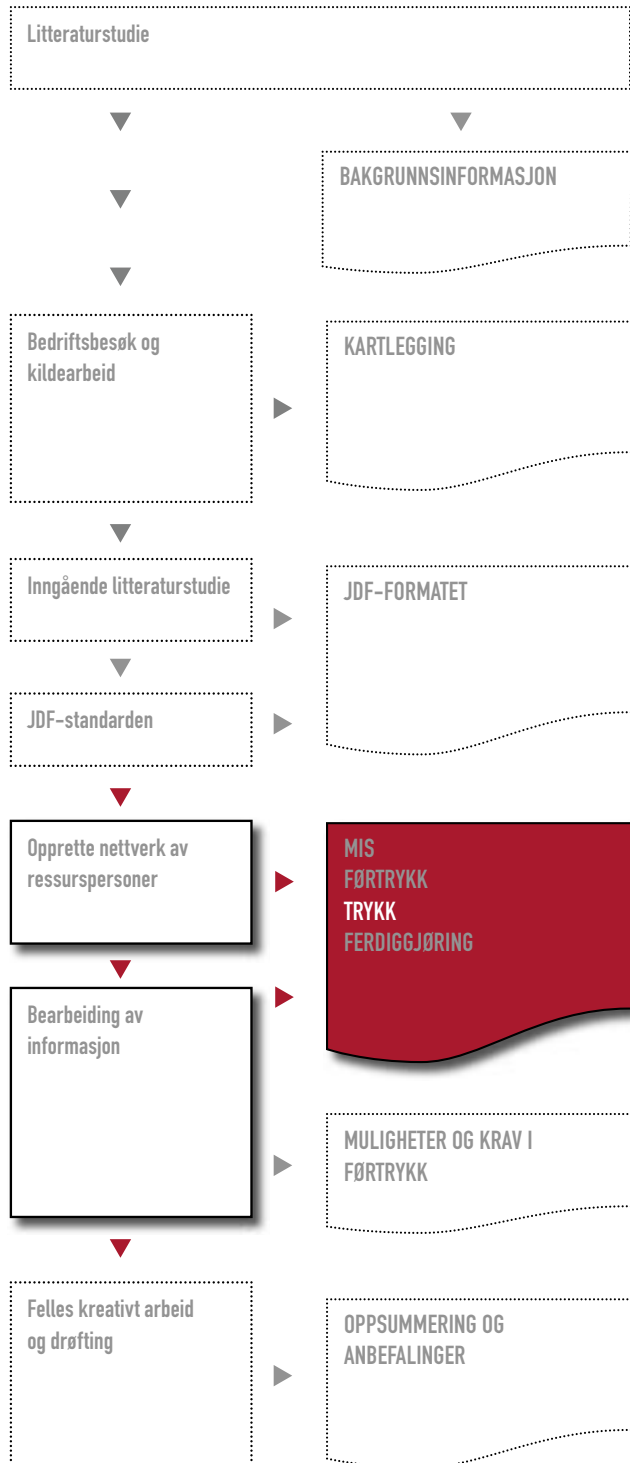 Litteraturstudie
BAKGRUNNSINFORMASJON
Bedriftsbesøk og
kildearbeid
KARTLEGGING
Inngående litteraturstudie
JDF-FORMATET
JDF-standarden
Opprette nettverk av
ressurspersoner
MIS
FØRTRYKK
TRYKK
FERDIGGJØRING
Bearbeiding av
informasjon
MULIGHETER OG KRAV I
FØRTRYKK
Felles kreativt arbeid
og drøfting
OPPSUMMERING OG
ANBEFALINGER